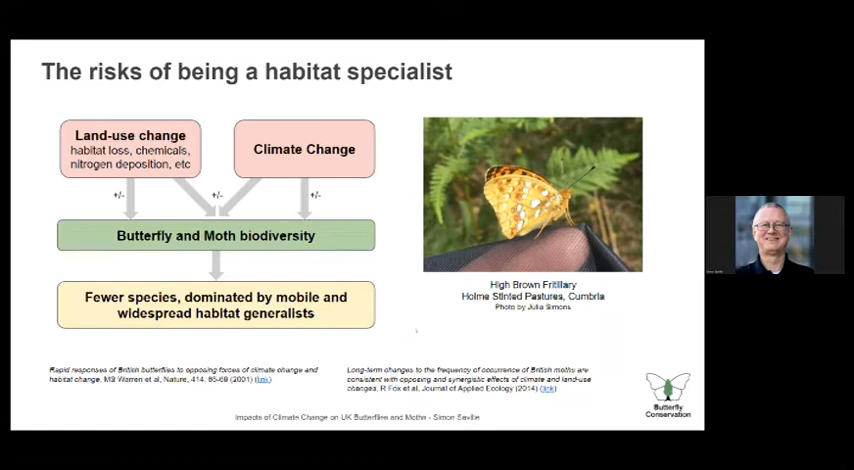 The risks of being a habitat specialist
Land-use change
habitat loss, chemicals,
nitrogen deposition, etc
Climate Change
+/-
+/-
+/-
Butterfly and Moth biodiversity
Fewer species, dominated by mobile and
widespread habitat generalists
High Brown Fritillary
Holme Stinted Pastures, Cumbria
Photo by Julia Simons
Rapid responses of British butterflies to opposing forces of climate change and
habitat change, MS Warren et al, Nature, 414, 65-69 (2001) (link)
Long-term changes to the frequency of occurrence of British moths are
consistent with opposing and synergistic effects of climate and land-use
changes, R Fox et al, Journal of Applied Ecology (2014) (link)
Butterfly
Conservation
Impacts of Climate Change on UK Butterflies and Moths - Simon Saville
Simon Saville